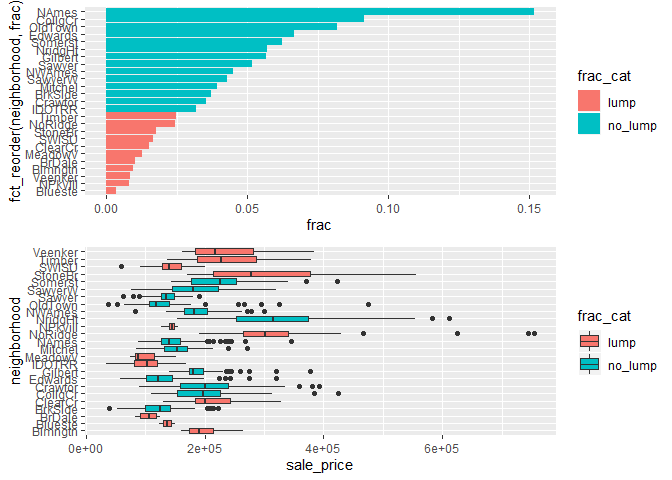 fct_reorder(neighborhood, frac)
NAmes
CollgCr
OldTown
Edwards
Somerst
NridgHt
Gilbert
Sawyer
NWAmes
SawyerW
Mitchel
BrkSide
Crawfor
IDOTRR
Timber
NoRidge
StoneBr
SWISU
ClearCr
MeadowV
BrDale
Blmngtn
Veenker
NPkVill
Blueste
0.00 0.05 0.10 0.15
frac
frac_cat
lump
no_lump
neighborhood
Veenker
Timber
SWISU
StoneBr
Somerst
SawyerW
Sawyer
OldTown
NWAmes
NridgHt
NPkVill
NoRidge
NAmes
Mitchel
MeadowV
IDOTRR
Gilbert
Edwards
Crawfor
CollgCr
ClearCr
BrkSide
BrDale
Blueste
Blmngtn
0e+00 2e+05 4e+05 6e+05
sale_price
frac_cat
lump
no_lump